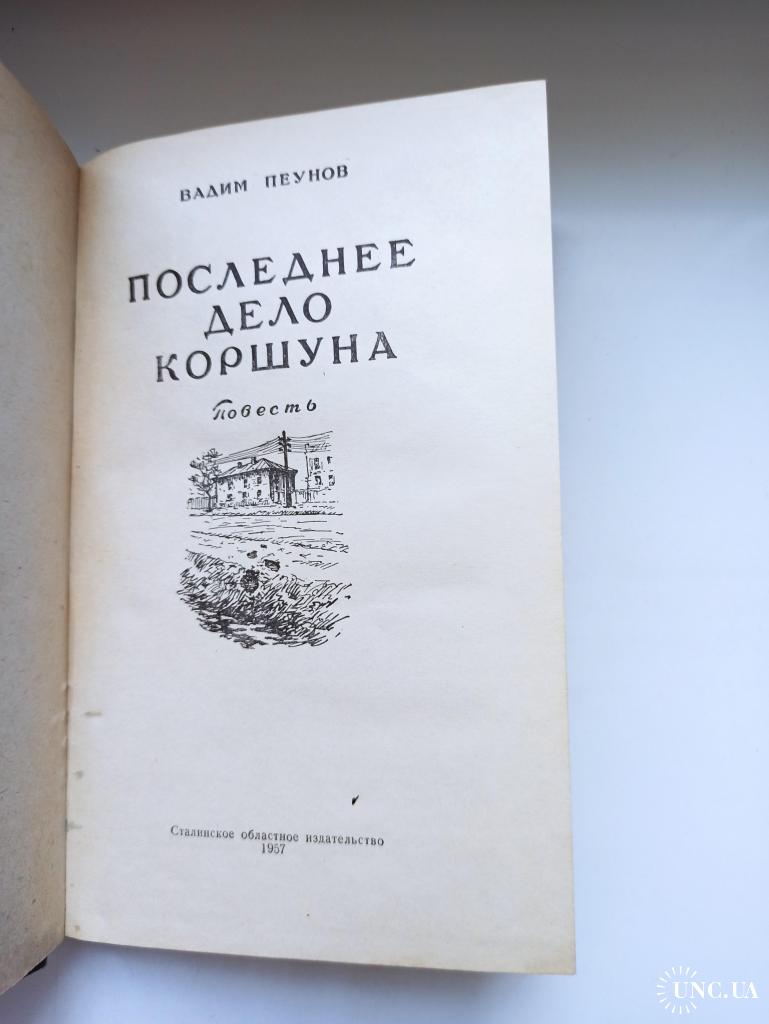 ВАДИМ ПЕУНОВ
ПОСЛЕДНЕЕ
ДЕЛО
КОРШУНА
Повесть
Сталинское областное издательство
1957
UNC.UA